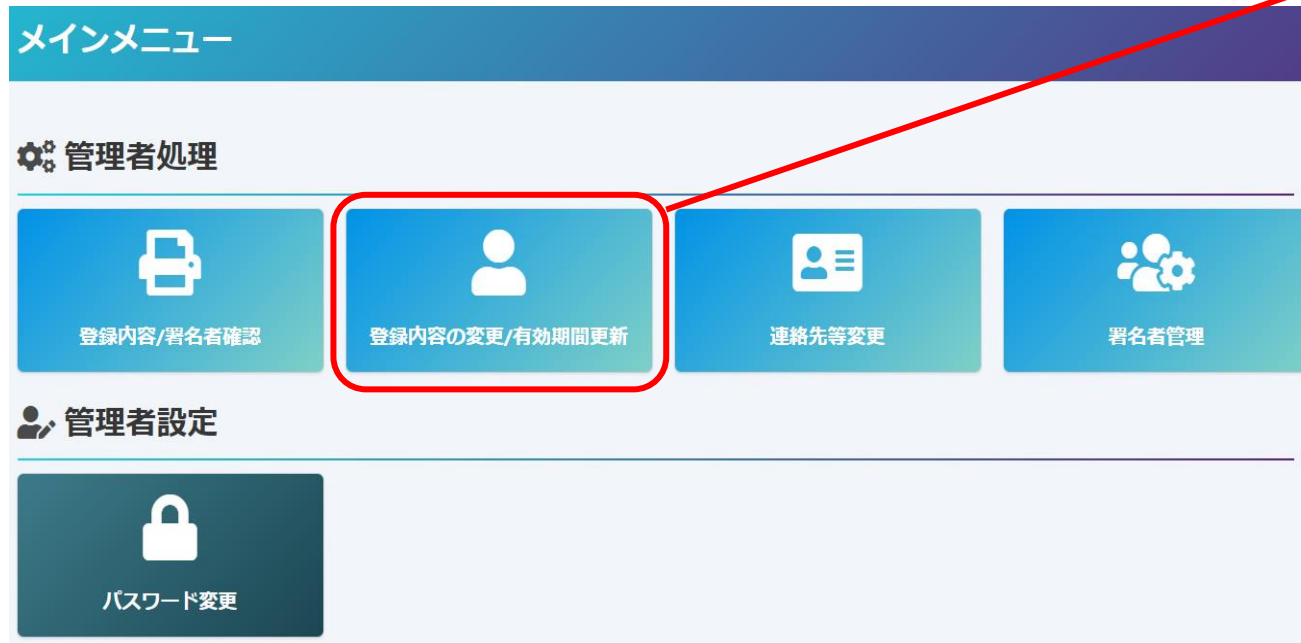 メインメニュー
管理者処理
登録内容/署名者確認
登録内容の変更/有効期間更新
連絡先等変更
署名者管理
管理者設定
パスワード変更